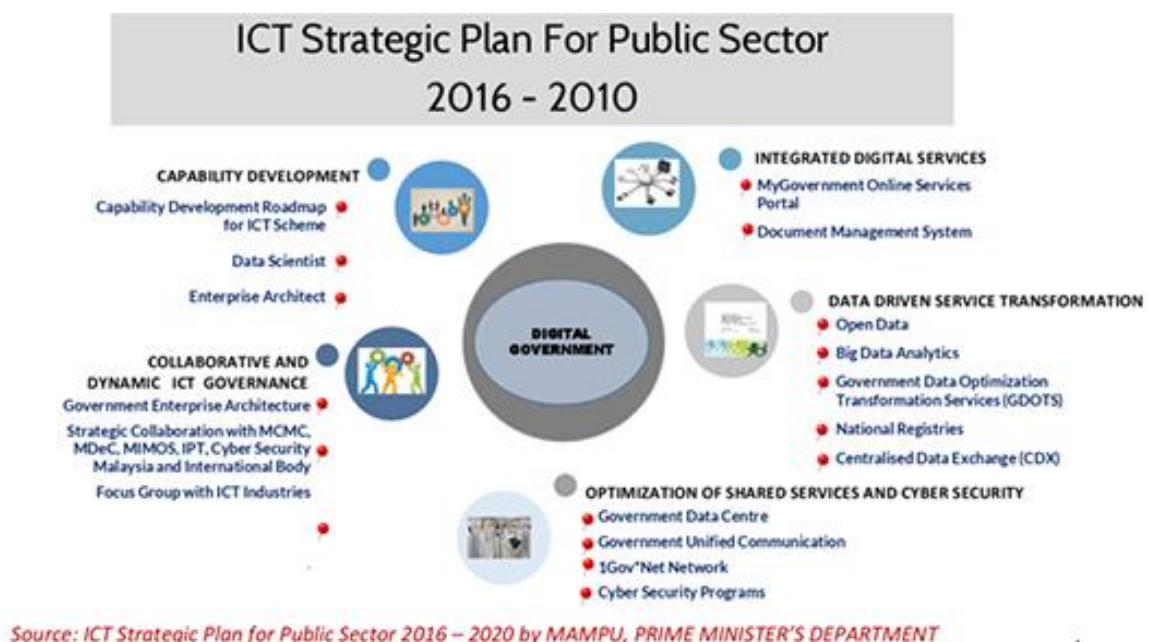 ICT Strategic Plan For Public Sector
2016 - 2010
CAPABILITY DEVELOPMENT
Capability Development Roadmap
for ICT Scheme
Data Scientist
Enterprise Architect
INTEGRATED DIGITAL SERVICES
MyGovernment Online Services
Portal
Document Management System
DIGITAL
GOVERNMENT
DATA DRIVEN SERVICE TRANSFORMATION
Open Data
Big Data Analytics
Government Data Optimization
Transformation Services (GDOTS)
National Registries
Centralised Data Exchange (CDX)
COLLABORATIVE AND
DYNAMIC ICT GOVERNANCE
Government Enterprise Architecture
Strategic Collaboration with MCMC,
MDeC, MIMOS, IPT, Cyber Security
Malaysia and International Body
Focus Group with ICT Industries
OPTIMIZATION OF SHARED SERVICES AND CYBER SECURITY
Government Data Centre
Government Unified Communication
1Gov*Net Network
Cyber Security Programs
Source: ICT Strategic Plan for Public Sector 2016 – 2020 by MAMPU, PRIME MINISTER'S DEPARTMENT